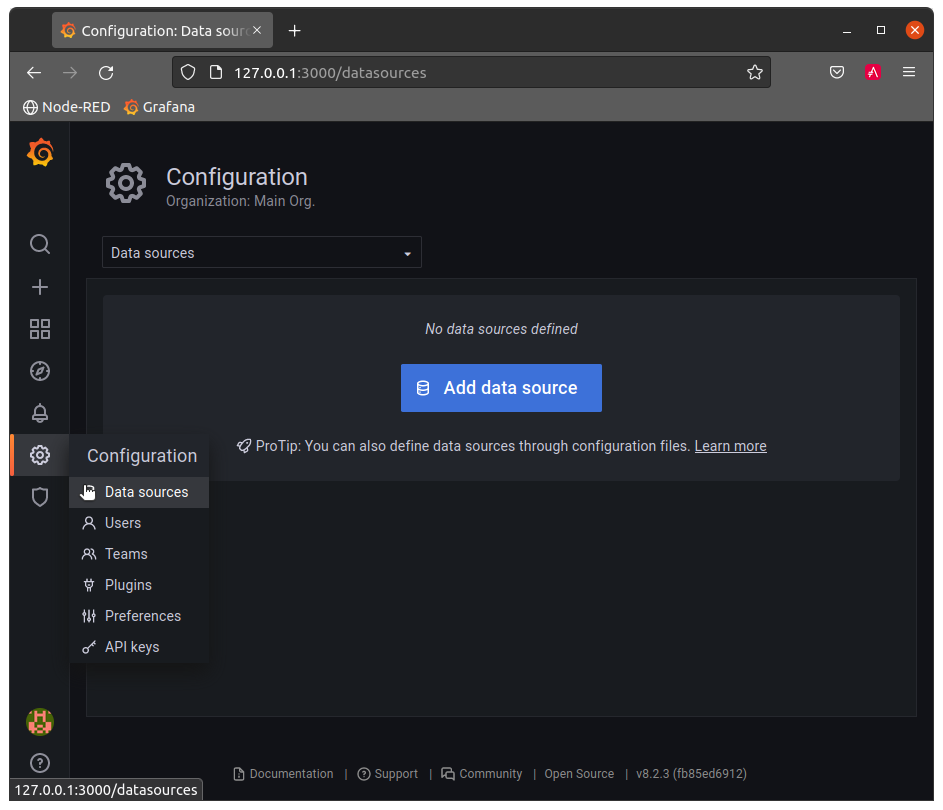 Configuration: Data sour
127.0.0.1:3000/datasources
Node-RED Grafana
Configuration
Organization: Main Org.
Data sources
No data sources defined
Add data source
ProTip: You can also define data sources through configuration files. Learn more
Configuration
Data sources
Users
Teams
Plugins
Preferences
API keys
Documentation | Support | Community | Open Source | v8.2.3 (fb85ed6912)
127.0.0.1:3000/datasources